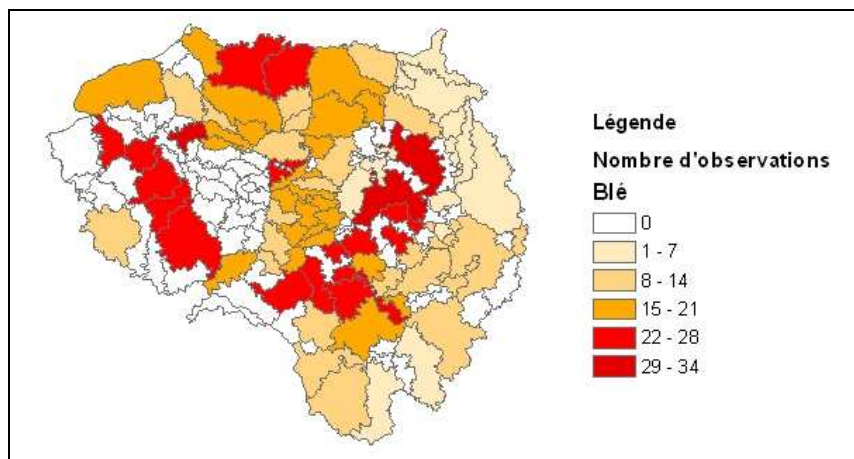 Légende
Nombre d'observations
Blé
0
1 - 7
8 - 14
15 - 21
22 - 28
29 - 34